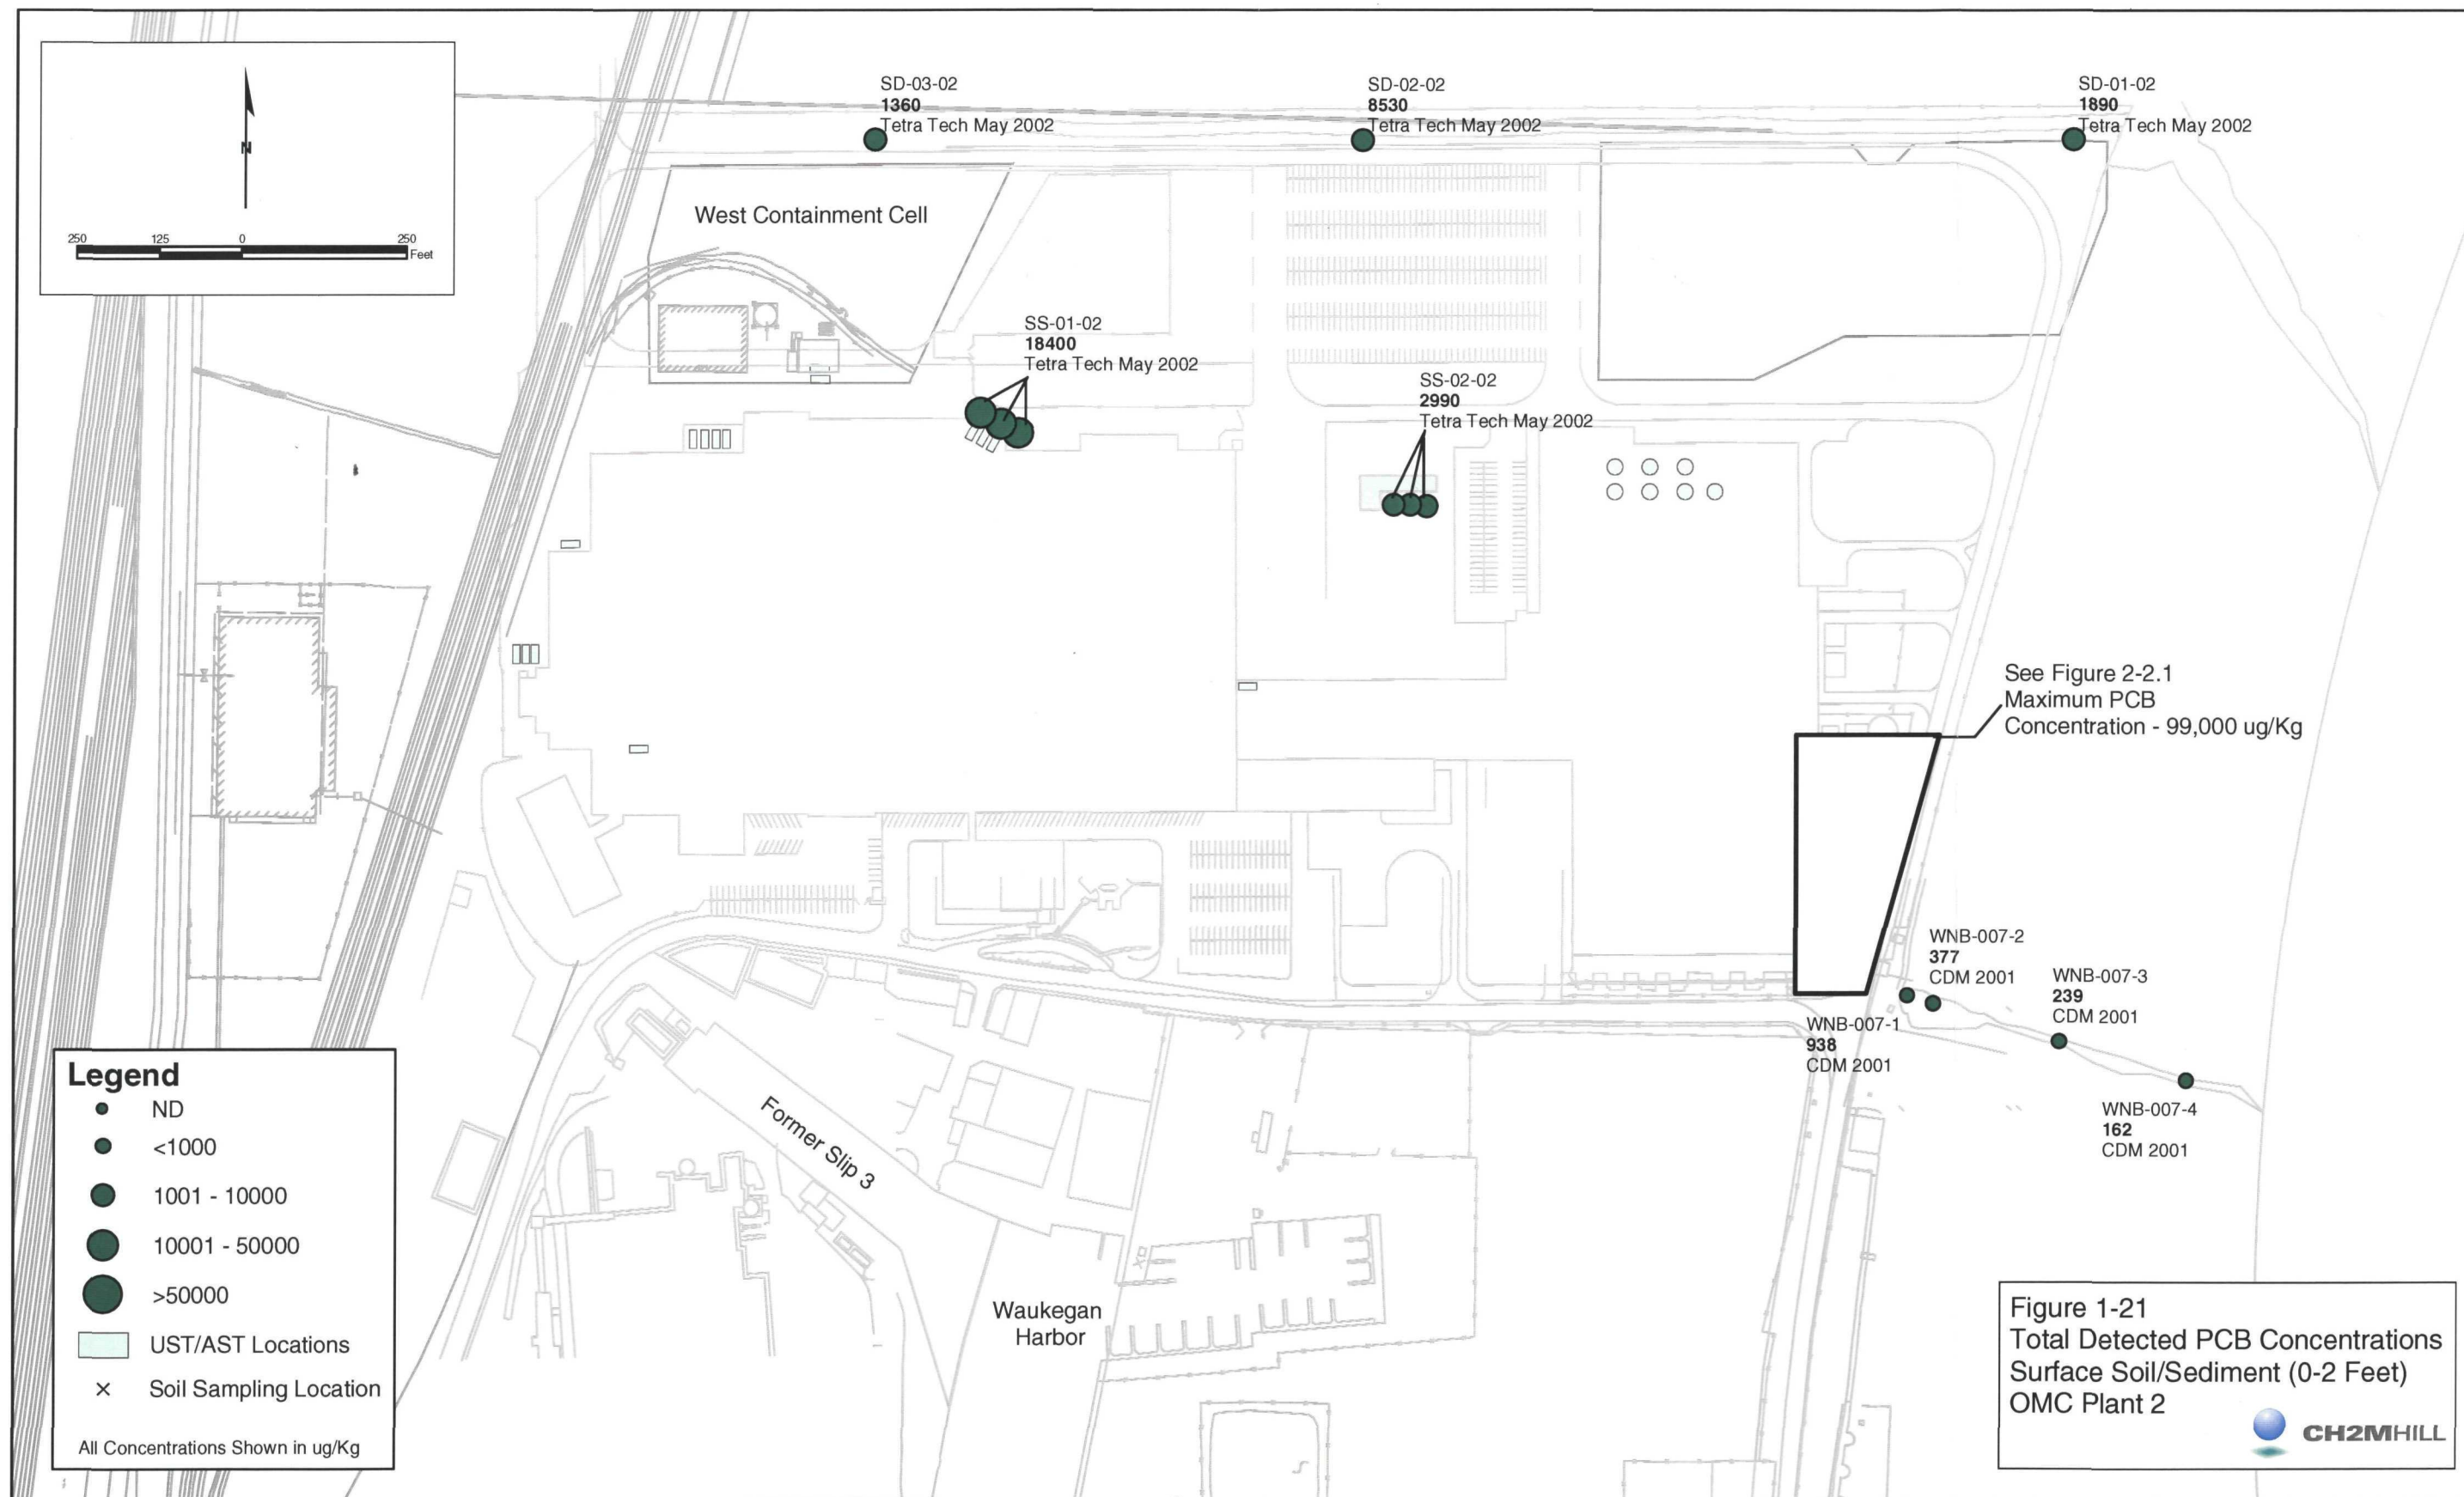 N
250 125 0 250
Feet
SD-03-02
1360
Tetra Tech May 2002
SD-02-02
8530
Tetra Tech May 2002
SD-01-02
1890
Tetra Tech May 2002
West Containment Cell
SS-01-02
18400
Tetra Tech May 2002
SS-02-02
2990
Tetra Tech May 2002
See Figure 2-2.1
Maximum PCB
Concentration - 99,000 ug/Kg
WNB-007-2
377
CDM 2001
WNB-007-3
239
CDM 2001
WNB-007-1
938
CDM 2001
WNB-007-4
162
CDM 2001
Former Slip 3
Waukegan
Harbor
Legend
ND
<1000
1001 - 10000
10001 - 50000
>50000
UST/AST Locations
Soil Sampling Location
All Concentrations Shown in ug/Kg
Figure 1-21
Total Detected PCB Concentrations
Surface Soil/Sediment (0-2 Feet)
OMC Plant 2
CH2MHILL